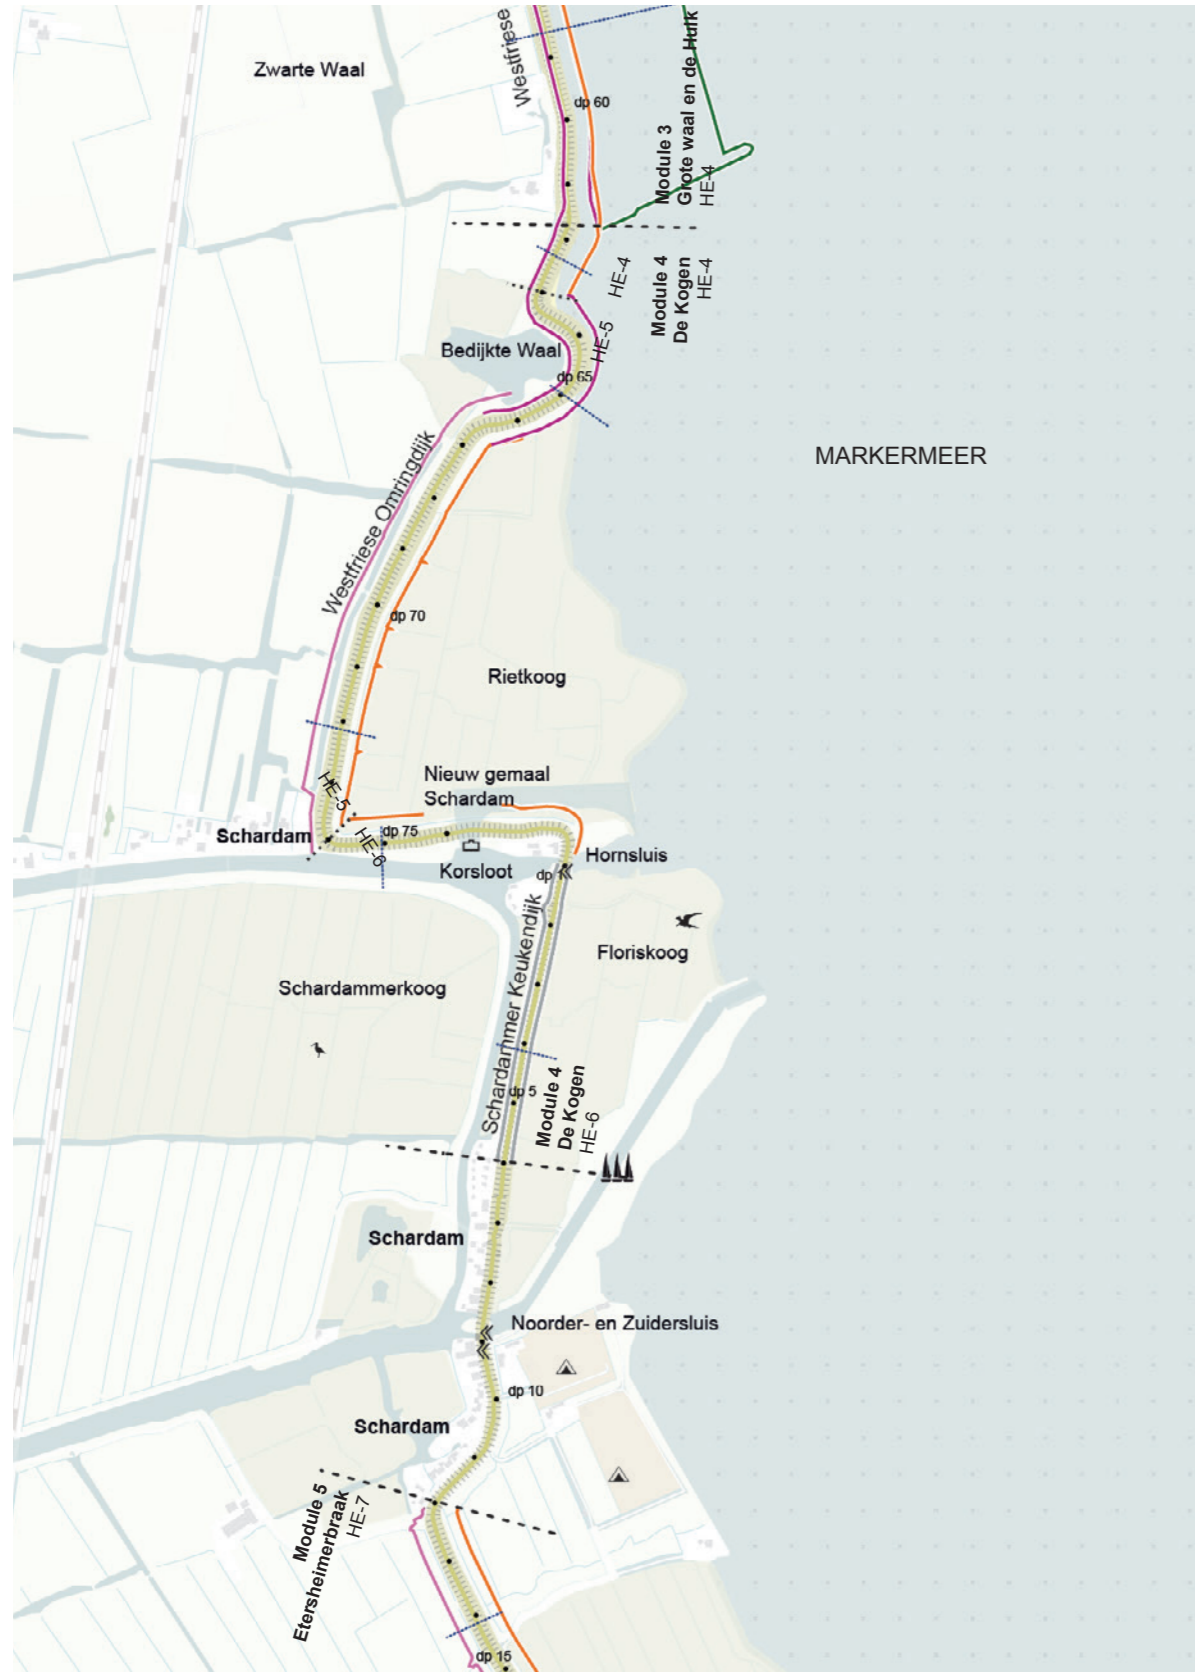 Westfriese
Zwarte Waal
dp 60
Module 3
Grote waal en de Hulk
HE-4
HE-4
Module 4
De Kogen
HE-4
HE-5
Bedijkte Waal
dp 65
MARKERMEER
Westfriese Omringdijk
dp 70
Rietkoog
Nieuw gemaal
Schardam
HE-5
HE-6
Schardam
dp 75
Korsloot
Hornsluis
dp 1
Schardammer Keukendijk
Floriskoog
Schardammerkoog
dp 5
Module 4
De Kogen
HE-6
Schardam
Noorder- en Zuidersluis
dp 10
Schardam
Module 5
Etersheimerbraak
HE-7
dp 15